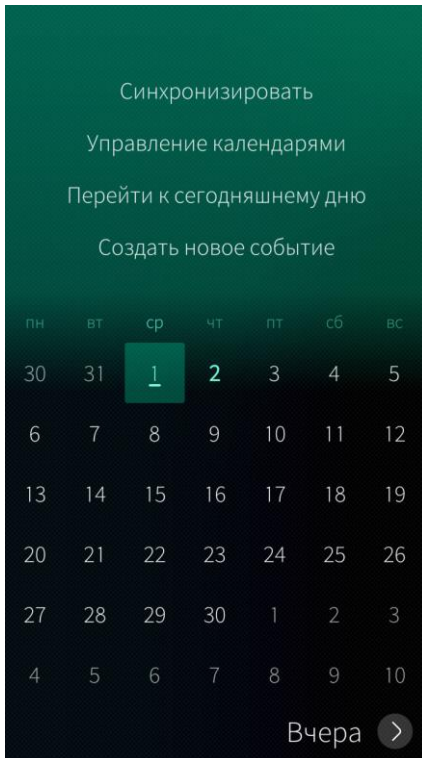 Синхронизировать
Управление календарями
Перейти к сегодняшнему дню
Создать новое событие
пн вт ср чт пт сб вс
30 31 1 2 3 4 5
6 7 8 9 10 11 12
13 14 15 16 17 18 19
20 21 22 23 24 25 26
27 28 29 30 1 2 3
4 5 6 7 8 9 10
Вчера